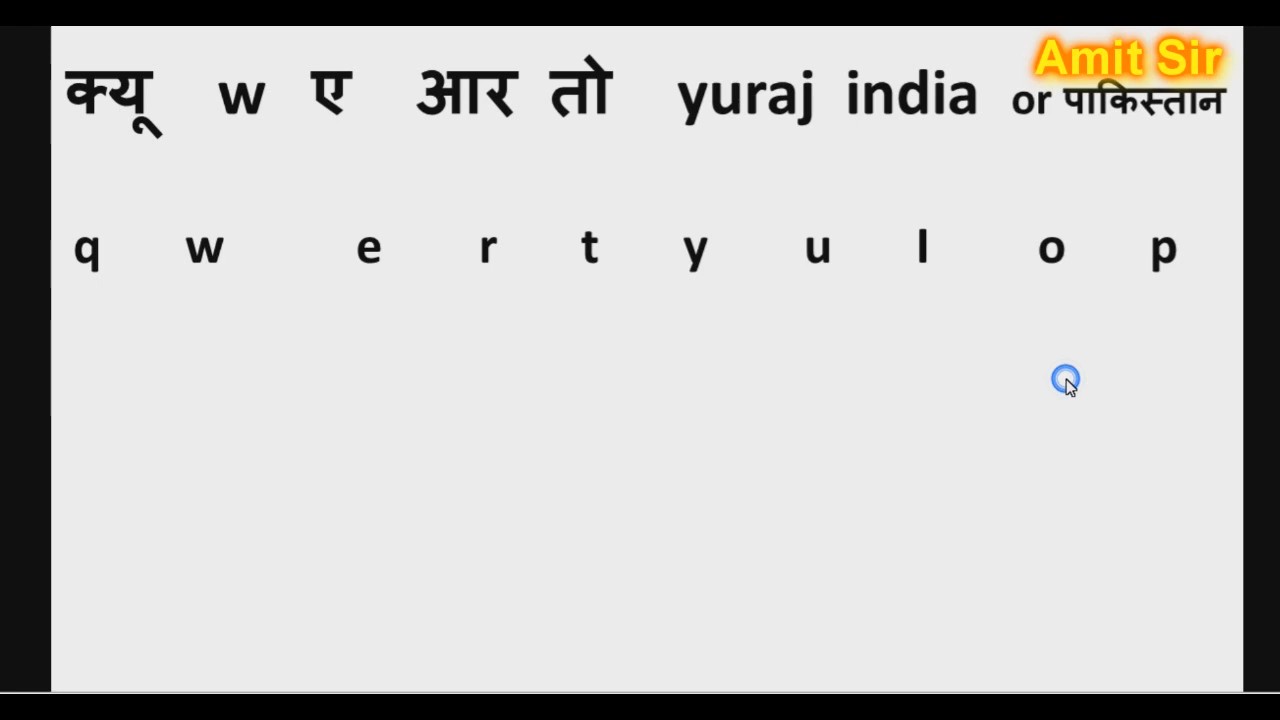 Amit Sir
क्यू w ए आर तो yuraj india or पाकिस्तान
q w e r t y u l o p